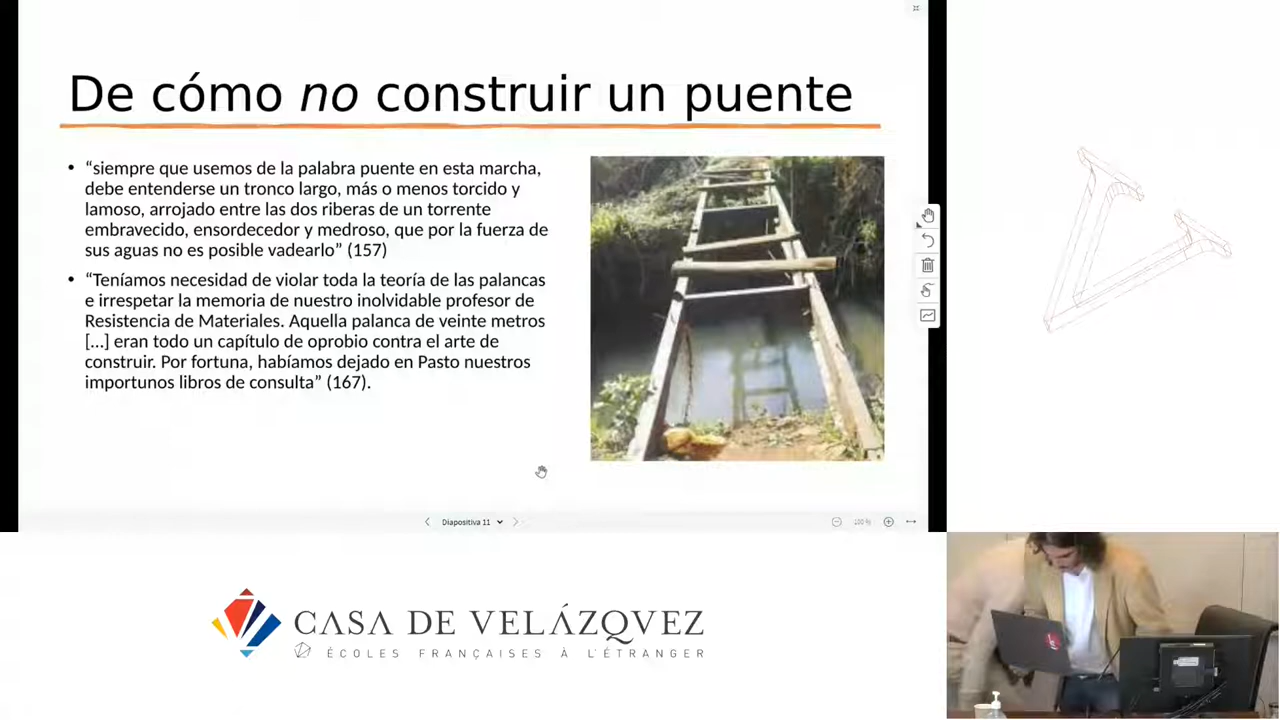 De cómo no construir un puente
• “siempre que usemos de la palabra puente en esta marcha,
debe entenderse un tronco largo, más o menos torcido y
lamoso, arrojado entre las dos riberas de un torrente
embravecido, ensordecedor y medroso, que por la fuerza de
sus aguas no es posible vadearlo” (157)
• “Teníamos necesidad de violar toda la teoría de las palancas
e irrespetar la memoria de nuestro inolvidable profesor de
Resistencia de Materiales. Aquella palanca de veinte metros
[...] eran todo un capítulo de oprobio contra el arte de
construir. Por fortuna, habíamos dejado en Pasto nuestros
importunos libros de consulta” (167).
Diapositiva 11
100 %
CASA DE VELÁZQVEZ
ÉCOLES FRANÇAISES À L'ÉTRANGER